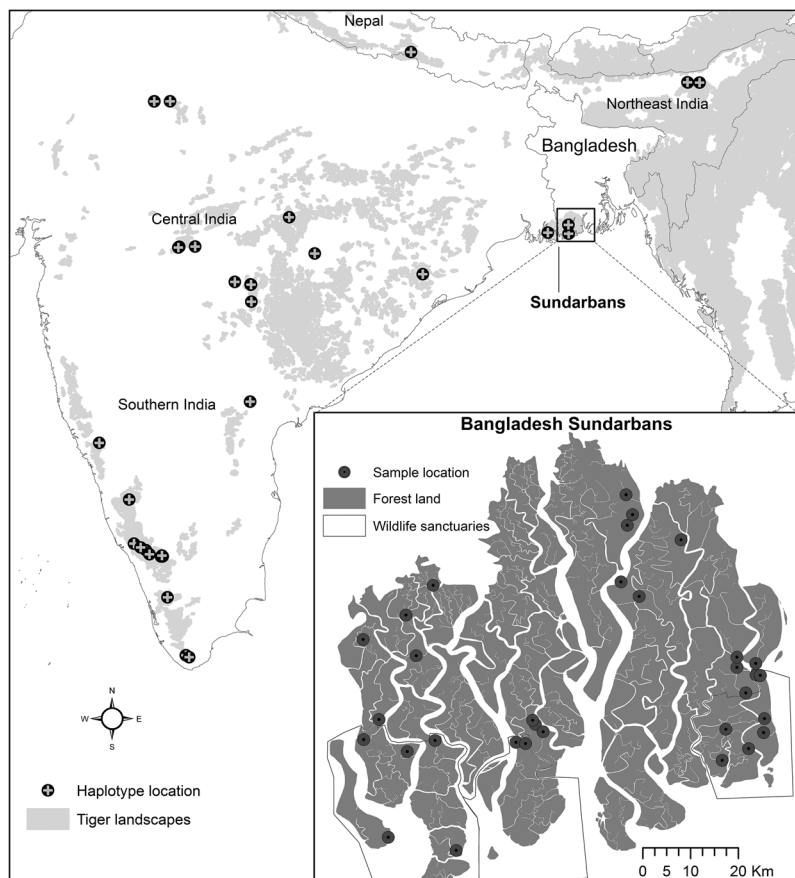 Nepal
Northeast India
Bangladesh
Central India
Sundarbans
Southern India
N
W E
S
Haplotype location
Tiger landscapes
Bangladesh Sundarbans
Sample location
Forest land
Wildlife sanctuaries
0 5 10 20 Km